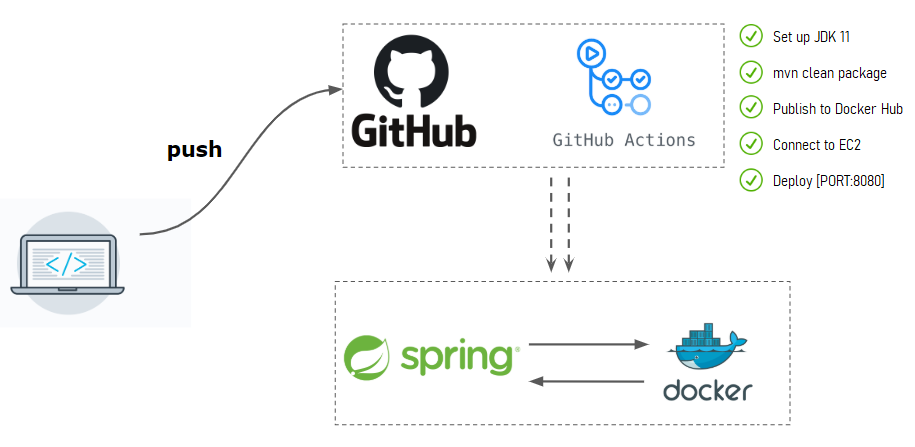 push
GitHub
GitHub Actions
Set up JDK 11
mvn clean package
Publish to Docker Hub
Connect to EC2
Deploy [PORT:8080]
</>
spring®
docker